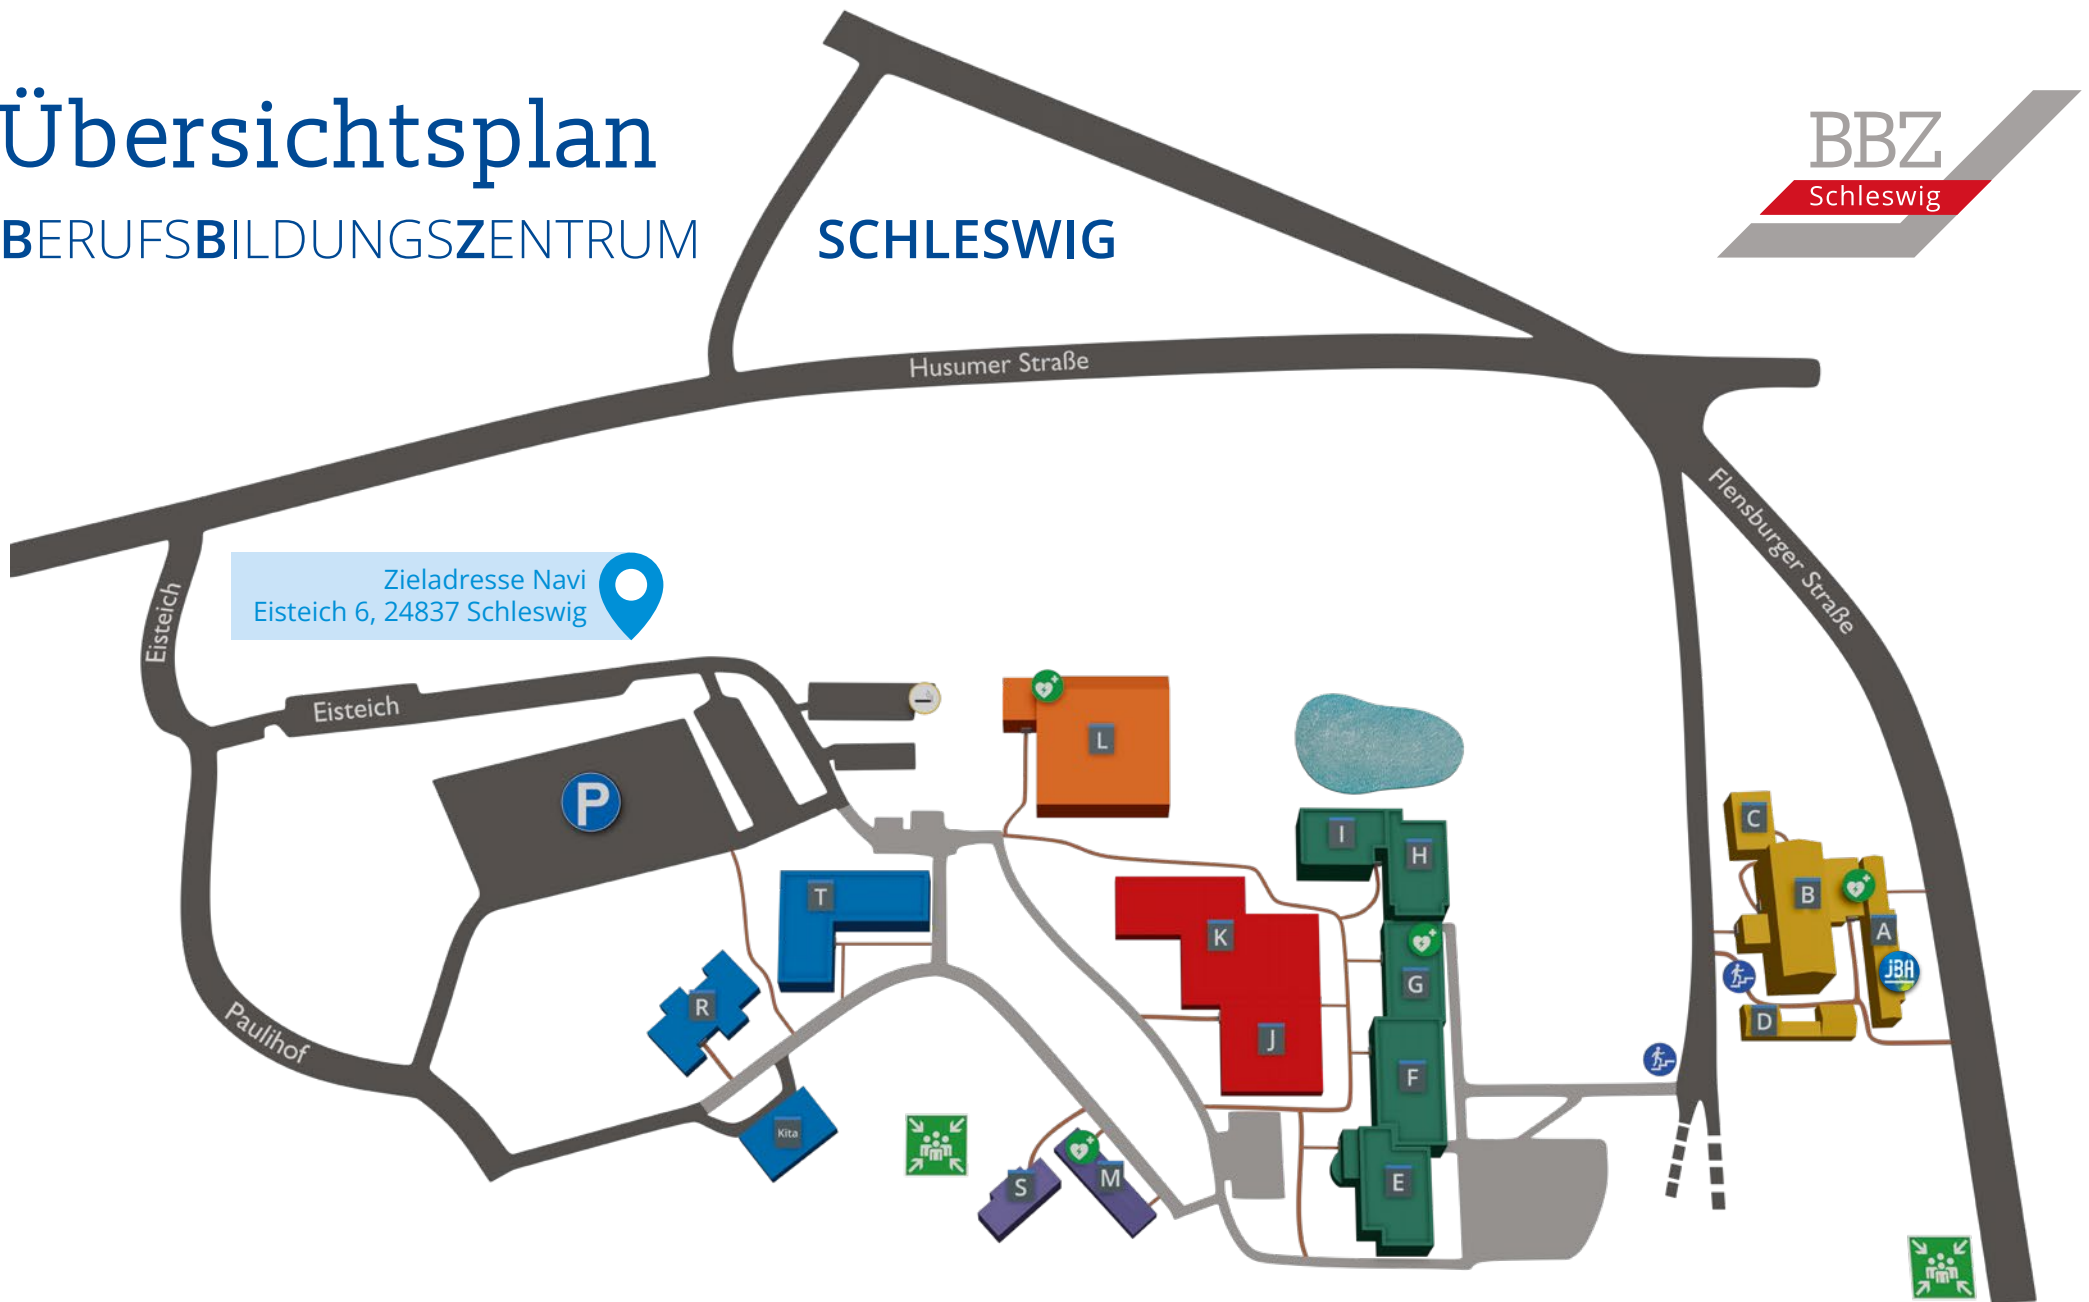 Übersichtsplan
BERUFSBILDUNGSZENTRUM SCHLESWIG
BBZ
Schleswig
Husumer Straße
Flensburger Straße
Zieladresse Navi
Eisteich 6, 24837 Schleswig
Eisteich
Eisteich
Paulihof
P
L
I
H
C
B
A
JBA
D
T
K
G
R
J
F
Kita
S
M
E